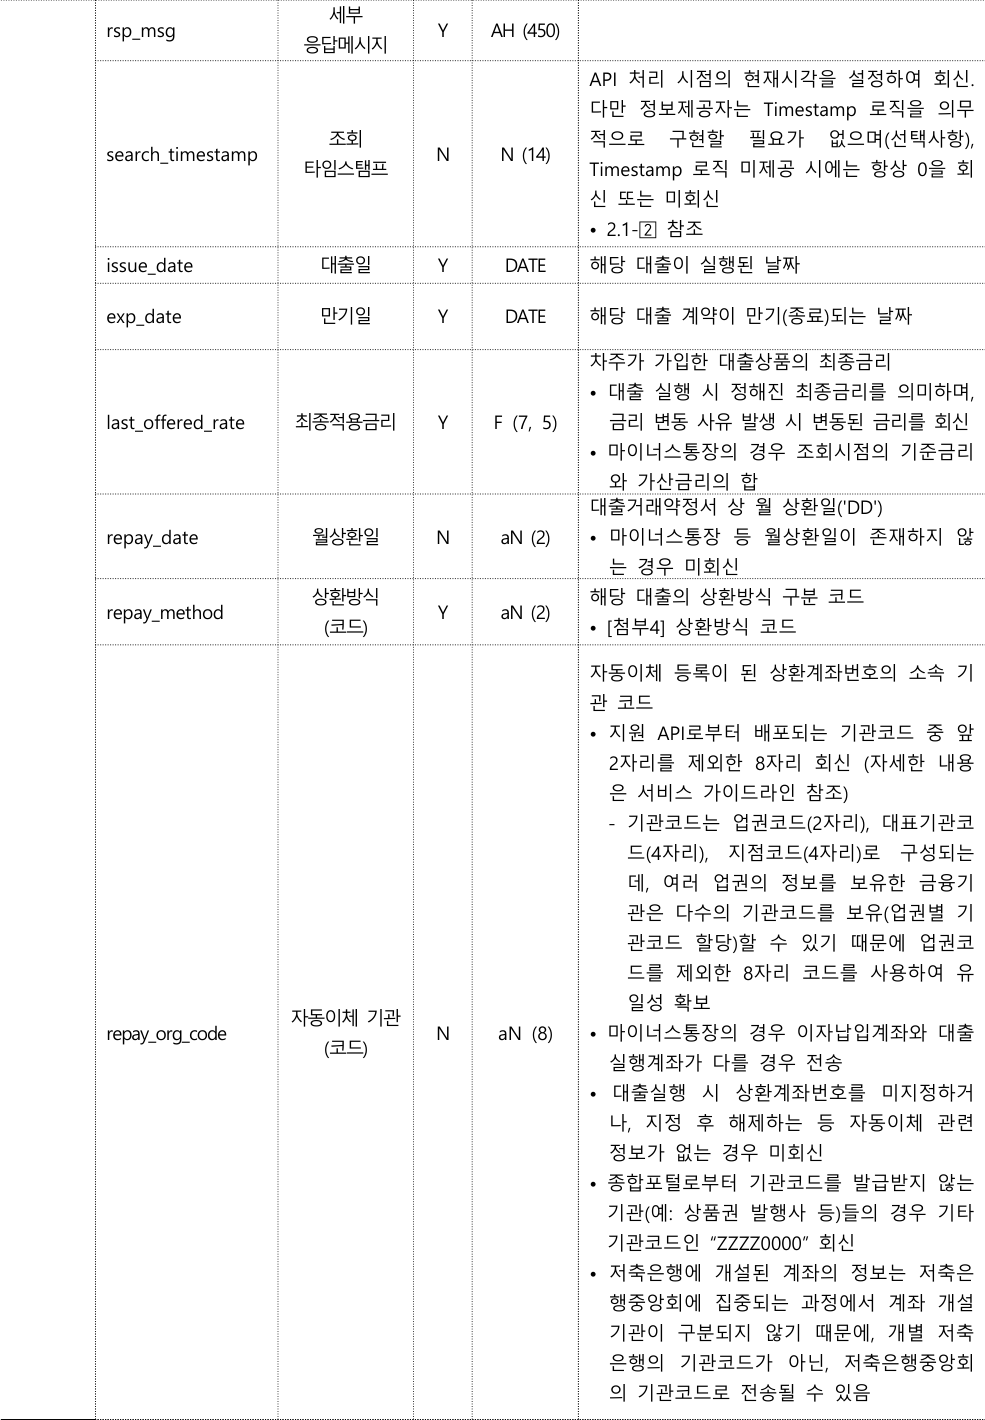 rsp_msg
세부
응답메시지
Y
AH (450)
search_timestamp
조회
타임스탬프
N
N (14)
API 처리 시점의 현재시각을 설정하여 회신.
다만 정보제공자는 Timestamp 로직을 의무
적으로 구현할 필요가 없으며(선택사항),
Timestamp 로직 미제공 시에는 항상 0을 회
신 또는 미회신
• 2.1-2 참조
issue_date
대출일
Y
DATE
해당 대출이 실행된 날짜
exp_date
만기일
Y
DATE
해당 대출 계약이 만기(종료)되는 날짜
last_offered_rate
최종적용금리
Y
F (7, 5)
차주가 가입한 대출상품의 최종금리
• 대출 실행 시 정해진 최종금리를 의미하며,
금리 변동 사유 발생 시 변동된 금리를 회신
• 마이너스통장의 경우 조회시점의 기준금리
와 가산금리의 합
repay_date
월상환일
N
aN (2)
대출거래약정서 상 월 상환일('DD')
• 마이너스통장 등 월상환일이 존재하지 않
는 경우 미회신
repay_method
상환방식
(코드)
Y
aN (2)
해당 대출의 상환방식 구분 코드
• [첨부4] 상환방식 코드
repay_org_code
자동이체 기관
(코드)
N
aN (8)
자동이체 등록이 된 상환계좌번호의 소속 기
관 코드
• 지원 API로부터 배포되는 기관코드 중 앞
2자리를 제외한 8자리 회신 (자세한 내용
은 서비스 가이드라인 참조)
- 기관코드는 업권코드(2자리), 대표기관코
드(4자리), 지점코드(4자리)로 구성되는
데, 여러 업권의 정보를 보유한 금융기
관은 다수의 기관코드를 보유(업권별 기
관코드 할당)할 수 있기 때문에 업권코
드를 제외한 8자리 코드를 사용하여 유
일성 확보
• 마이너스통장의 경우 이자납입계좌와 대출
실행계좌가 다를 경우 전송
• 대출실행 시 상환계좌번호를 미지정하거
나, 지정 후 해제하는 등 자동이체 관련
정보가 없는 경우 미회신
• 종합포털로부터 기관코드를 발급받지 않는
기관(예: 상품권 발행사 등)들의 경우 기타
기관코드인 “ZZZZ0000” 회신
• 저축은행에 개설된 계좌의 정보는 저축은
행중앙회에 집중되는 과정에서 계좌 개설
기관이 구분되지 않기 때문에, 개별 저축
은행의 기관코드가 아닌, 저축은행중앙회
의 기관코드로 전송될 수 있음